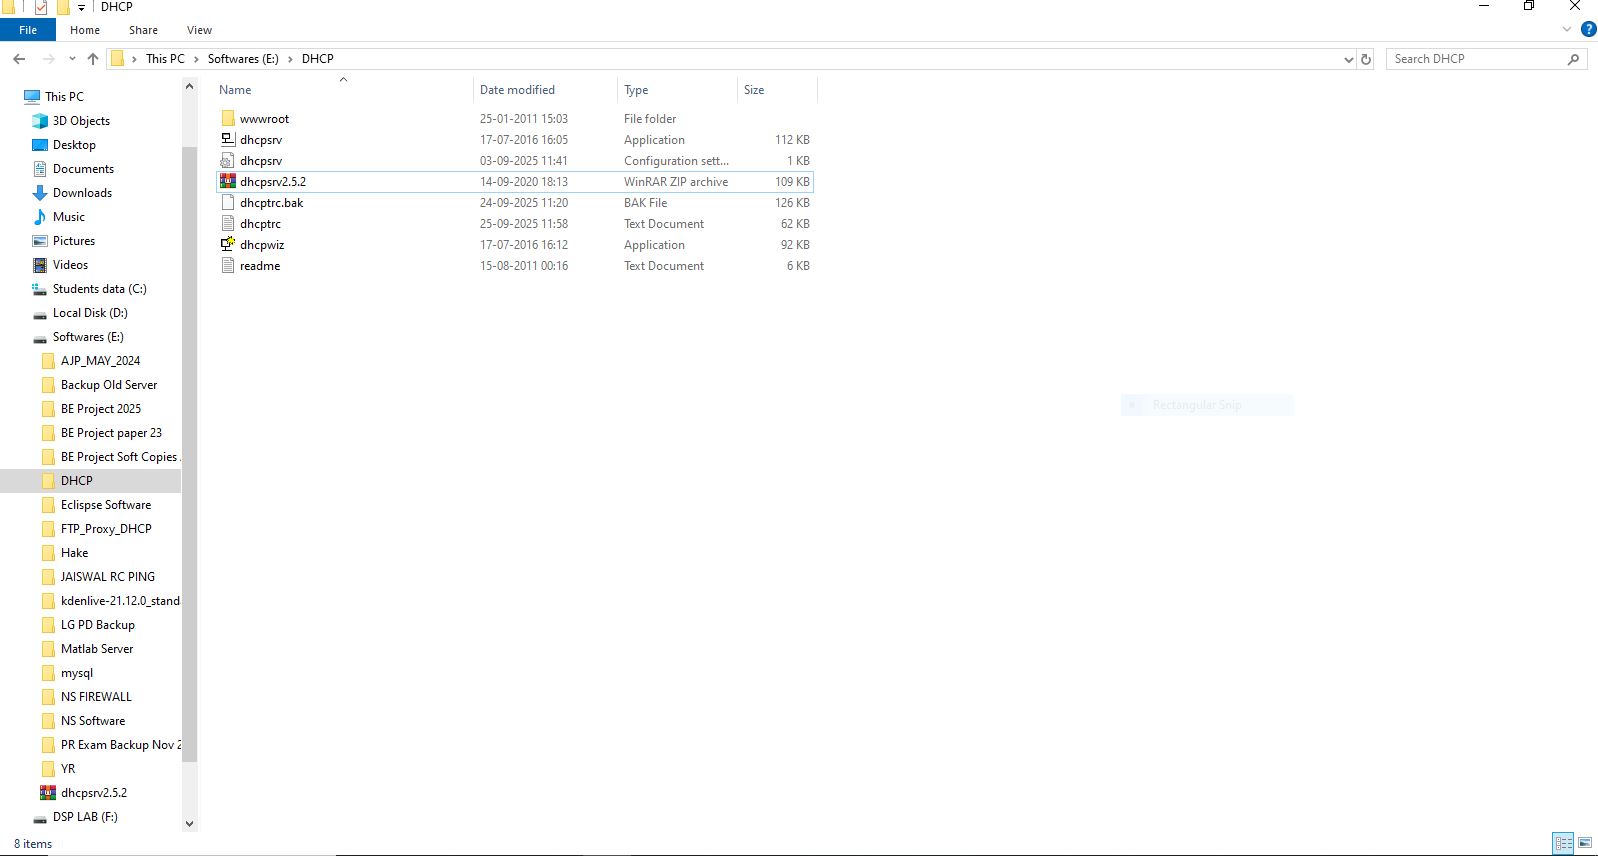 DHCP
File Home Share View
This PC Softwares (E:) DHCP
Search DHCP
Name Date modified Type Size
wwwroot 25-01-2011 15:03 File folder
dhcpsrv 17-07-2016 16:05 Application 112 KB
dhcpsrv 03-09-2025 11:41 Configuration sett... 1 KB
dhcpsrv2.5.2 14-09-2020 18:13 WinRAR ZIP archive 109 KB
dhcptrc.bak 24-09-2025 11:20 BAK File 126 KB
dhcptrc 25-09-2025 11:58 Text Document 62 KB
dhcpwiz 17-07-2016 16:12 Application 92 KB
readme 15-08-2011 00:16 Text Document 6 KB
This PC
3D Objects
Desktop
Documents
Downloads
Music
Pictures
Videos
Students data (C:)
Local Disk (D:)
Softwares (E:)
AJP_MAY_2024
Backup Old Server
BE Project 2025
BE Project paper 23
BE Project Soft Copies
DHCP
Eclispse Software
FTP_Proxy_DHCP
Hake
JAISWAL RC PING
kdenlive-21.12.0_stand
LG PD Backup
Matlab Server
mysql
NS FIREWALL
NS Software
PR Exam Backup Nov 2
YR
dhcpsrv2.5.2
DSP LAB (F:)
Rectangular Snip
8 items